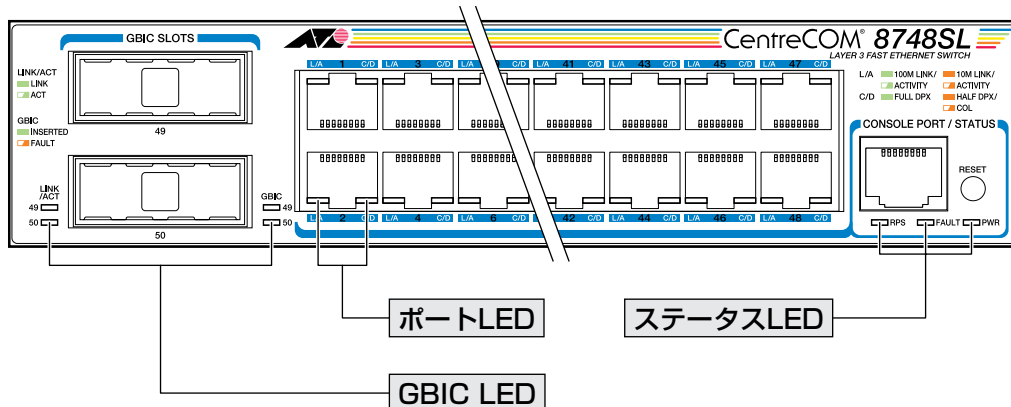 GBIC SLOTS
LINK/ACT
LINK
ACT
GBIC
INSERTED
FAULT
49
LINK
/ACT
49
50
GBIC
49
50
50
CentreCOM® 8748SL
LAYER 3 FAST ETHERNET SWITCH
L/A 1 C/D L/A 3 C/D L/A C/D L/A 41 C/D L/A 43 C/D L/A 45 C/D L/A 47 C/D
L/A 2 C/D L/A 4 C/D L/A 6 C/D 42 C/D L/A 44 C/D L/A 46 C/D L/A 48 C/D
L/A 100M LINK/ 10M LINK/
ACTIVITY ACTIVITY
C/D FULL DPX HALF DPX/
COL
CONSOLE PORT / STATUS
RESET
RPS FAULT PWR
ポートLED
ステータスLED
GBIC LED